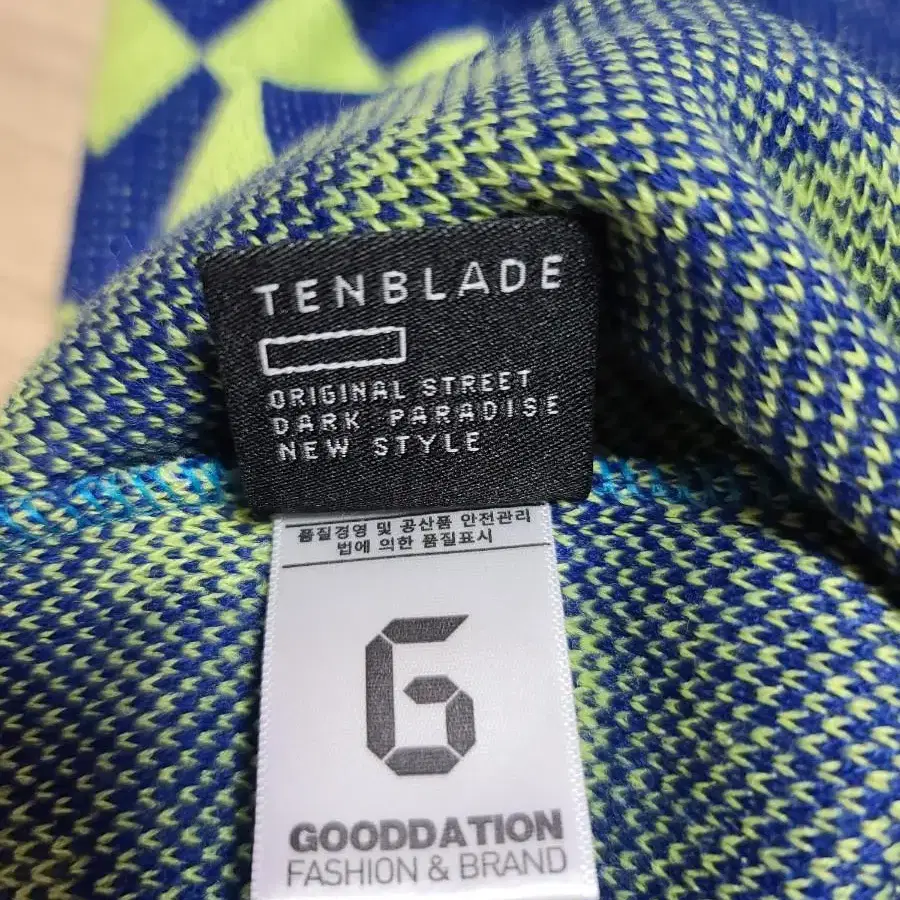 TENBLADE
ORIGINAL STREET
DARK PARADISE
NEW STYLE
품질경영 및 공산품 안전관리
법에 의한 품질표시
G
GOODDATION
FASHION & BRAND